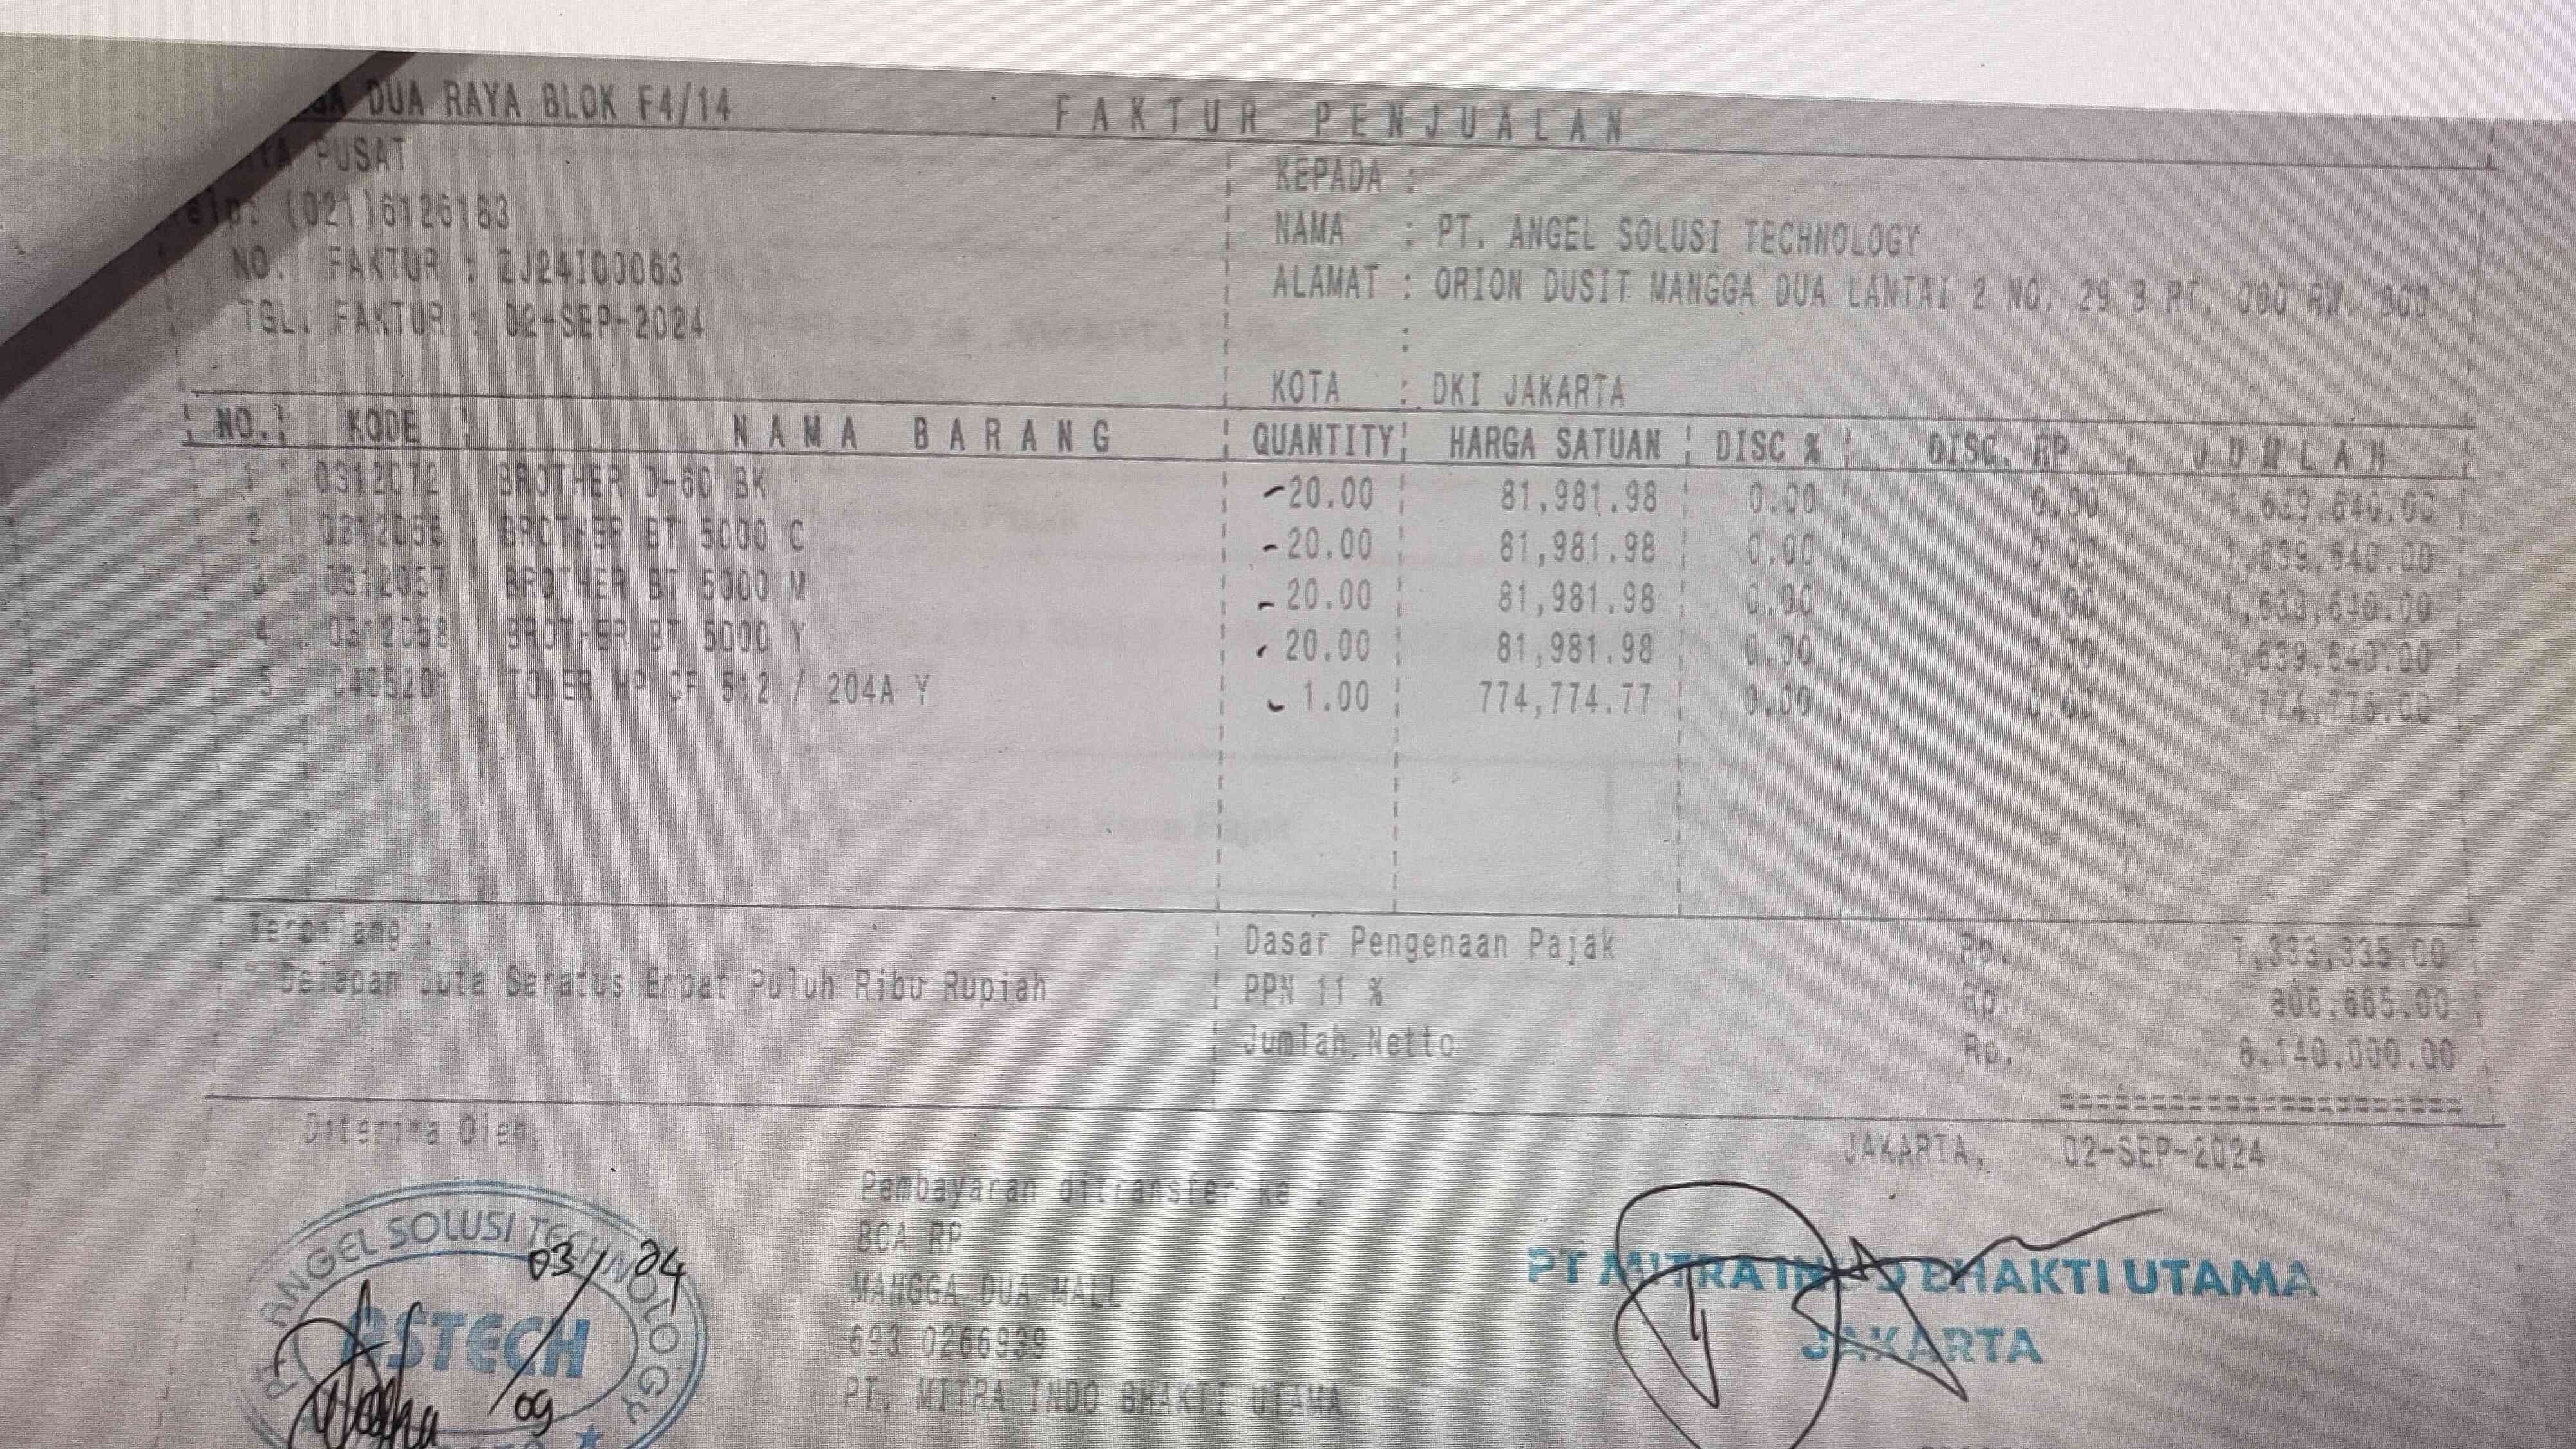 DUA RAYA BLOK F4/14
FAKTUR PENJUALAN
PUSAT
(021)6126183
NO. FAKTUR : ZJ24I00063
TGL. FAKTUR : 02-SEP-2024
KEPADA :
NAMA : PT. ANGEL SOLUSI TECHNOLOGY
ALAMAT : ORION DUSIT MANGGA DUA LANTAI 2 NO. 29 B RT. 000 RW. 000
:
KOTA : DKI JAKARTA
NO. KODE NAMA BARANG QUANTITY HARGA SATUAN DISC % DISC. RP JUMLAH
1 0312072 BROTHER D-60 BK 20.00 81,981.98 0.00 0.00 1,639,640.00
2 0312056 BROTHER BT 5000 C 20.00 81,981.98 0.00 0.00 1,639,640.00
3 0312057 BROTHER BT 5000 M 20.00 81,981.98 0.00 0.00 1,639,640.00
4 0312058 BROTHER BT 5000 Y 20.00 81,981.98 0.00 0.00 1,639,640.00
5 0405201 TONER HP CF 512 / 204A Y 1.00 774,774.77 0.00 0.00 774,775.00
Terbilang :
* Delapan Juta Seratus Empat Puluh Ribu Rupiah
Dasar Pengenaan Pajak Rp. 7,333,335.00
PPN 11 % Rp. 806,665.00
Jumlah Netto Rp. 8,140,000.00
======================
Diterima Oleh,
JAKARTA, 02-SEP-2024
Pembayaran ditransfer ke :
BCA RP
MANGGA DUA MALL
693 0266939
PT. MITRA INDO BHAKTI UTAMA
PT ANGEL SOLUSI TECHNOLOGY
ASTECH
03/09
PT MITRA INDO BHAKTI UTAMA
JAKARTA